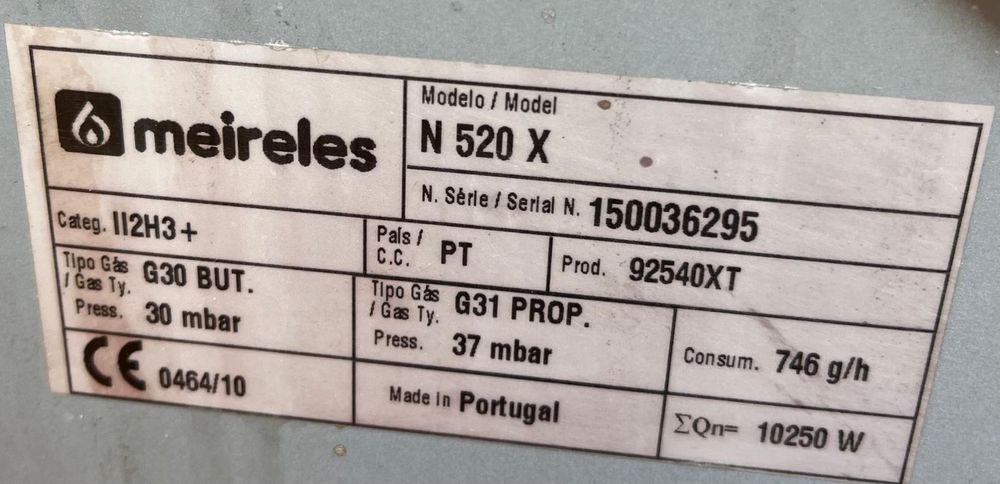 meireles
Modelo / Model
N 520 X
N. Série / Serial N. 150036295
Categ. II2H3+
País / C.C. PT
Prod. 92540XT
Tipo Gás / Gas Ty. G30 BUT.
Press. 30 mbar
Tipo Gás / Gas Ty. G31 PROP.
Press. 37 mbar
Consum. 746 g/h
CE 0464/10
Made in Portugal
ΣQn= 10250 W